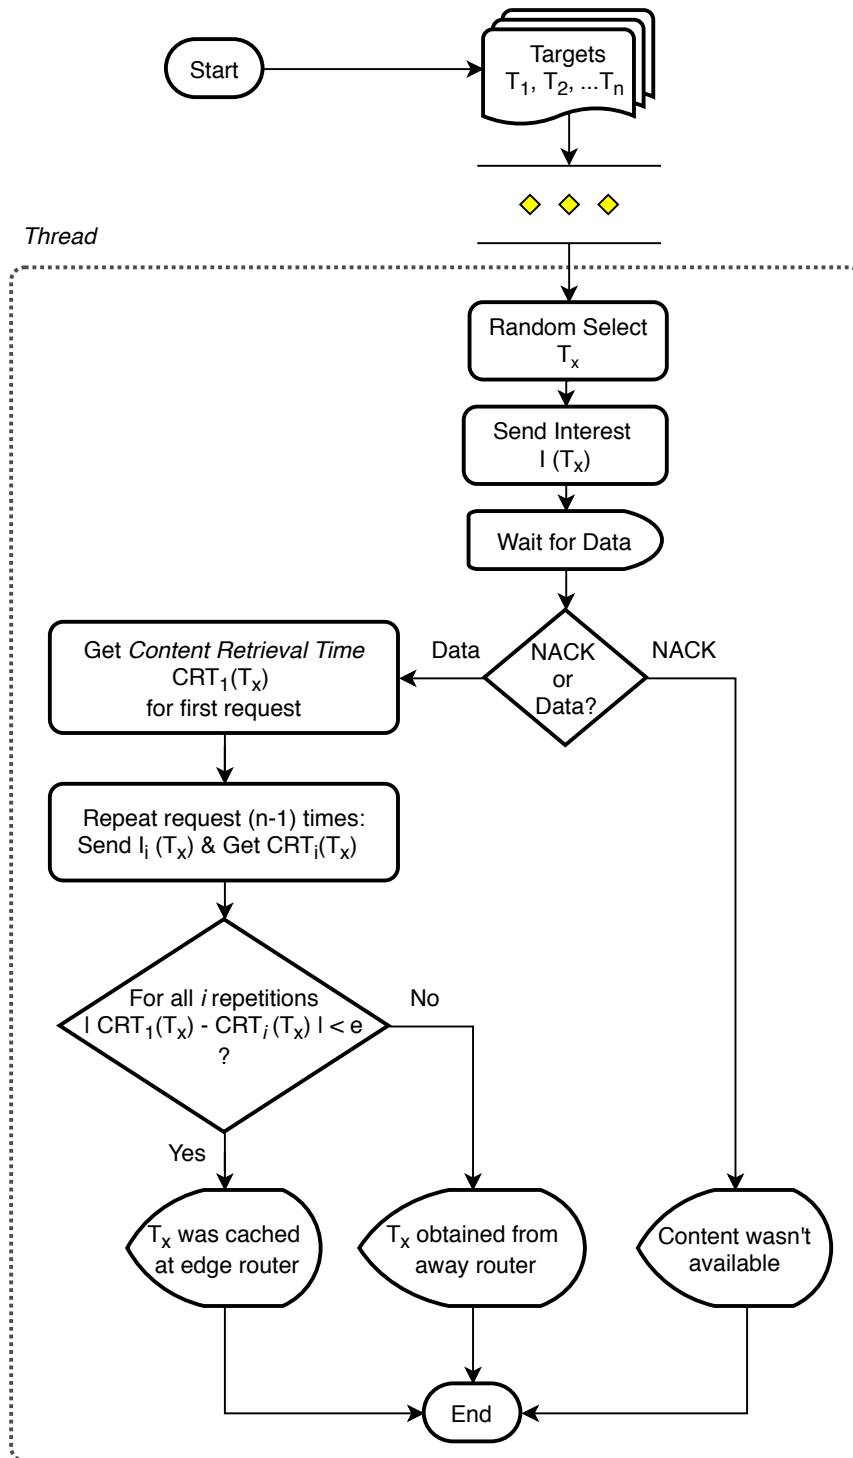 Start
Targets
T1, T2, ...Tn
Thread
Random Select
Tx
Send Interest
I (Tx)
Wait for Data
NACK
or
Data?
Data
NACK
Get Content Retrieval Time
CRT1(Tx)
for first request
Repeat request (n-1) times:
Send Ii (Tx) & Get CRTi(Tx)
For all i repetitions
| CRT1(Tx) - CRTi (Tx) | < e
?
No
Yes
Tx was cached
at edge router
Tx obtained from
away router
Content wasn't
available
End